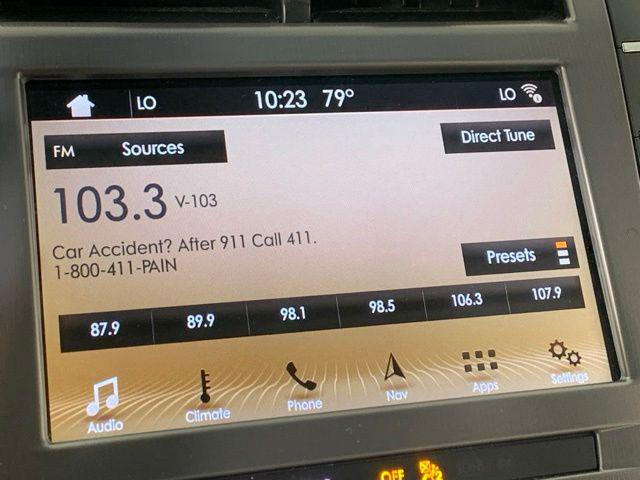 LO 10:23 79° LO
FM Sources
Direct Tune
103.3 V-103
Car Accident? After 911 Call 411.
1-800-411-PAIN
Presets
87.9 89.9 98.1 98.5 106.3 107.9
Audio Climate Phone Nav Apps Settings
OFF